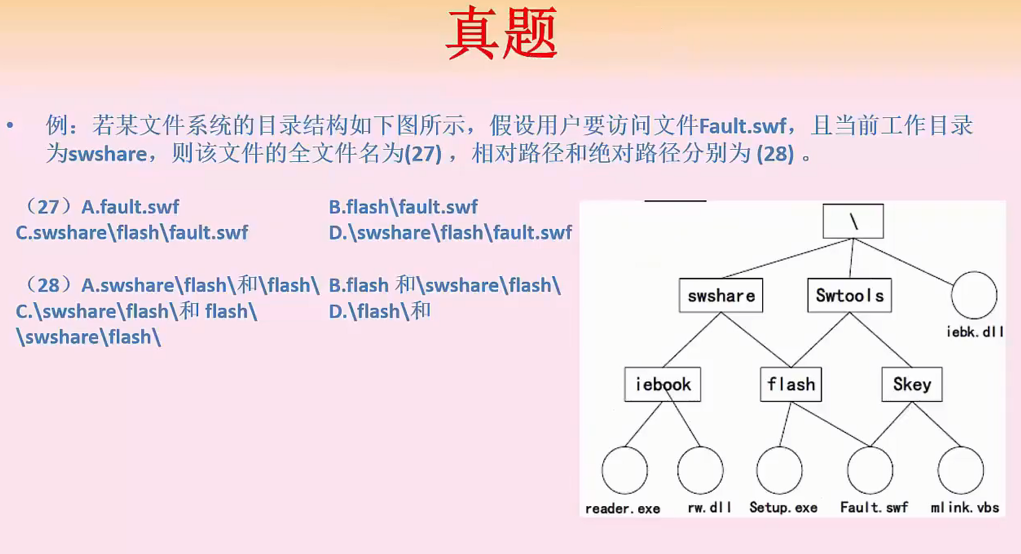 真题
• 例：若某文件系统的目录结构如下图所示，假设用户要访问文件Fault.swf，且当前工作目录
为swshare，则该文件的全文件名为(27) ，相对路径和绝对路径分别为 (28) 。
（27）A.fault.swf B.flash\fault.swf
C.swshare\flash\fault.swf D.\swshare\flash\fault.swf
（28）A.swshare\flash\和\flash\ B.flash 和\swshare\flash\
C.\swshare\flash\和 flash\ D.\flash\和
\swshare\flash\
\
swshare Swtools
iebk.dll
iebook flash Skey
reader.exe rw.dll Setup.exe Fault.swf mlink.vbs